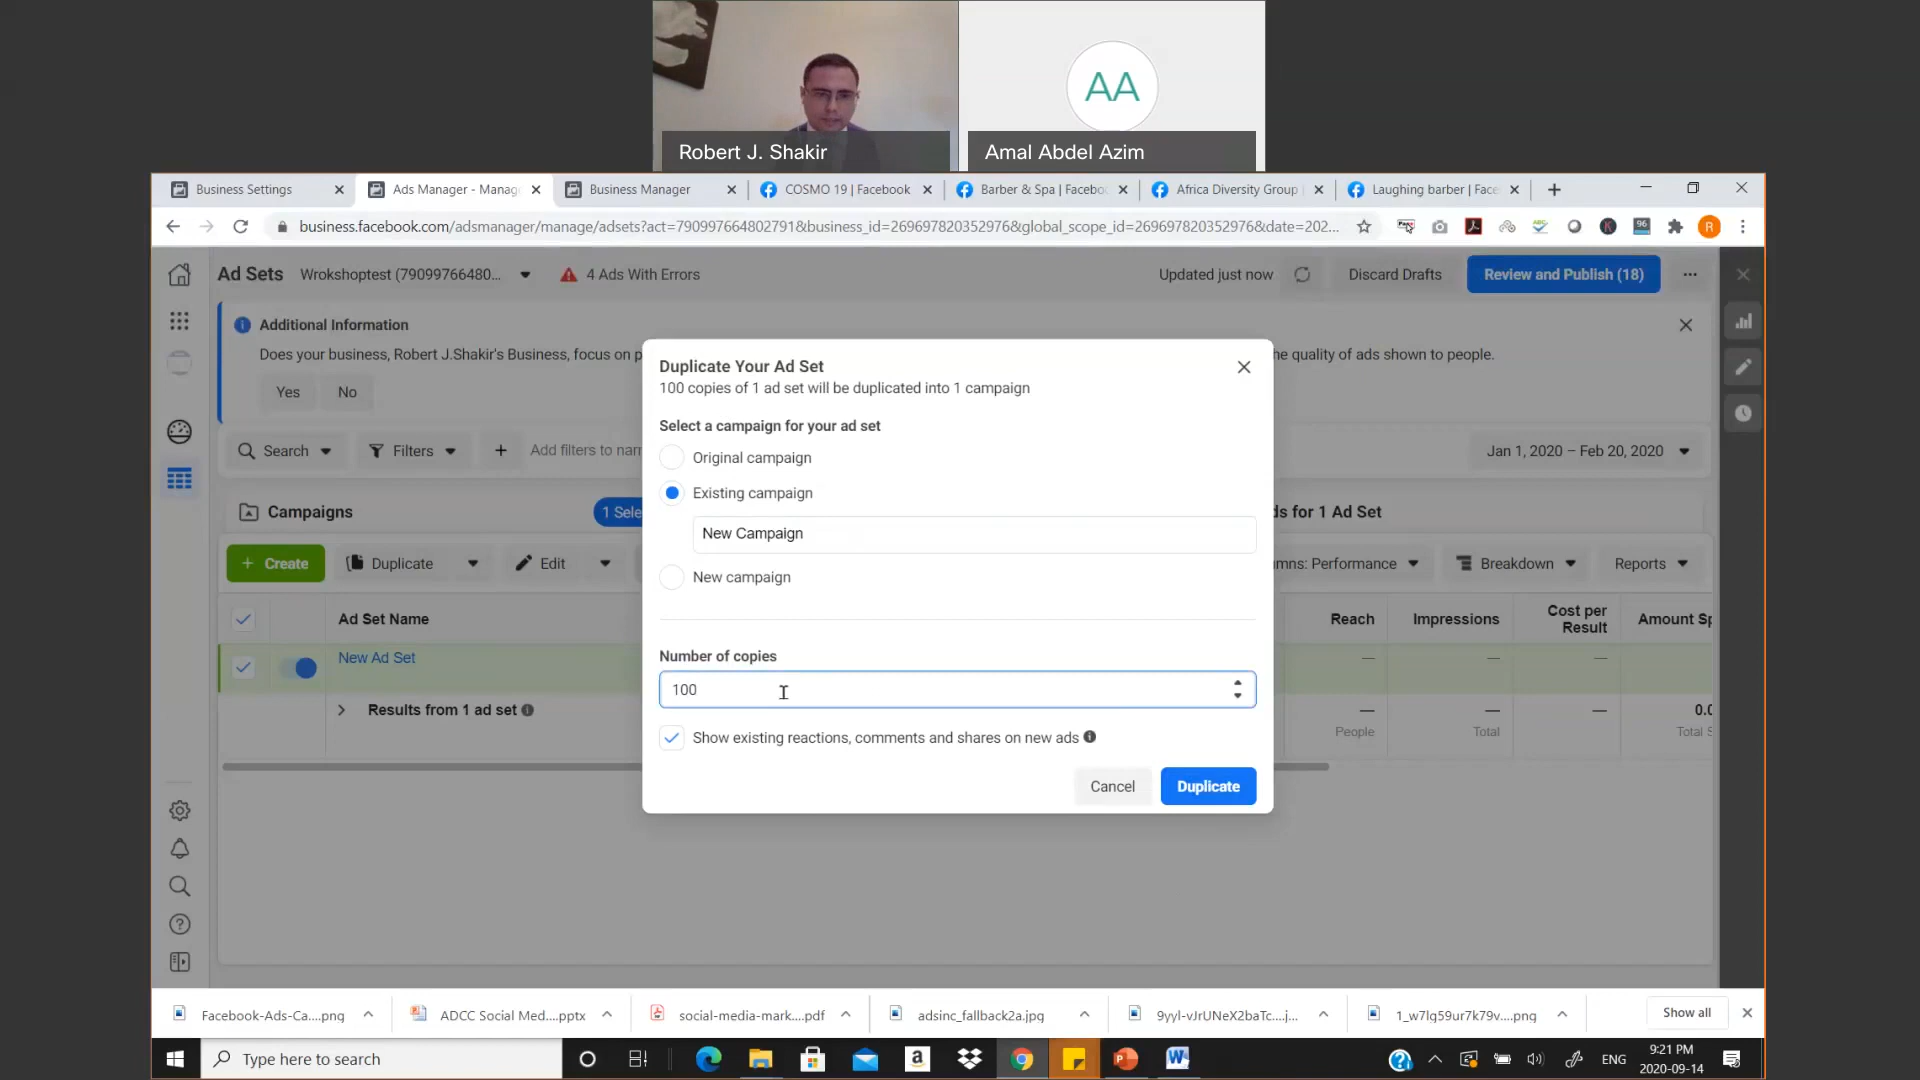 AA
Robert J. Shakir
Amal Abdel Azim
Business Settings
Ads Manager - Manag
Business Manager
COSMO 19 | Facebook
Barber & Spa | Facebo
Africa Diversity Group
Laughing barber | Face
business.facebook.com/adsmanager/manage/adsets?act=790997664802791&business_id=269697820352976&global_scope_id=269697820352976&date=202...
96
R
Ad Sets
Wrokshoptest (79099766480...
4 Ads With Errors
Updated just now
Discard Drafts
Review and Publish (18)
Additional Information
Does your business, Robert J.Shakir's Business, focus on p
he quality of ads shown to people.
Yes
No
Search
Filters
Add filters to nar
Jan 1, 2020 – Feb 20, 2020
Campaigns
1 Sele
ds for 1 Ad Set
Create
Duplicate
Edit
mns: Performance
Breakdown
Reports
Ad Set Name
Reach
Impressions
Cost per
Result
Amount Sp
New Ad Set
Results from 1 ad set
0.0
People
Total
Total S
Duplicate Your Ad Set
100 copies of 1 ad set will be duplicated into 1 campaign
Select a campaign for your ad set
Original campaign
Existing campaign
New Campaign
New campaign
Number of copies
100
Show existing reactions, comments and shares on new ads
Cancel
Duplicate
Facebook-Ads-Ca....png
ADCC Social Med....pptx
social-media-mark....pdf
adsinc_fallback2a.jpg
9yyl-vJrUNeX2baTc....j...
1_w7lg59ur7k79v....png
Show all
Type here to search
ENG
9:21 PM
2020-09-14